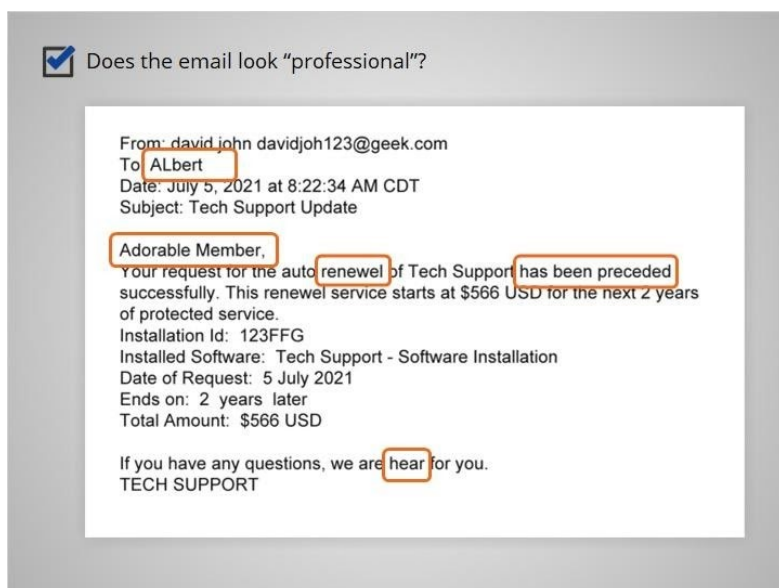 Does the email look “professional”?
From: david john davidjoh123@geek.com
To ALbert
Date: July 5, 2021 at 8:22:34 AM CDT
Subject: Tech Support Update
Adorable Member,
Your request for the auto renewel of Tech Support has been preceded
successfully. This renewel service starts at $566 USD for the next 2 years
of protected service.
Installation Id: 123FFG
Installed Software: Tech Support - Software Installation
Date of Request: 5 July 2021
Ends on: 2 years later
Total Amount: $566 USD
If you have any questions, we are hear for you.
TECH SUPPORT